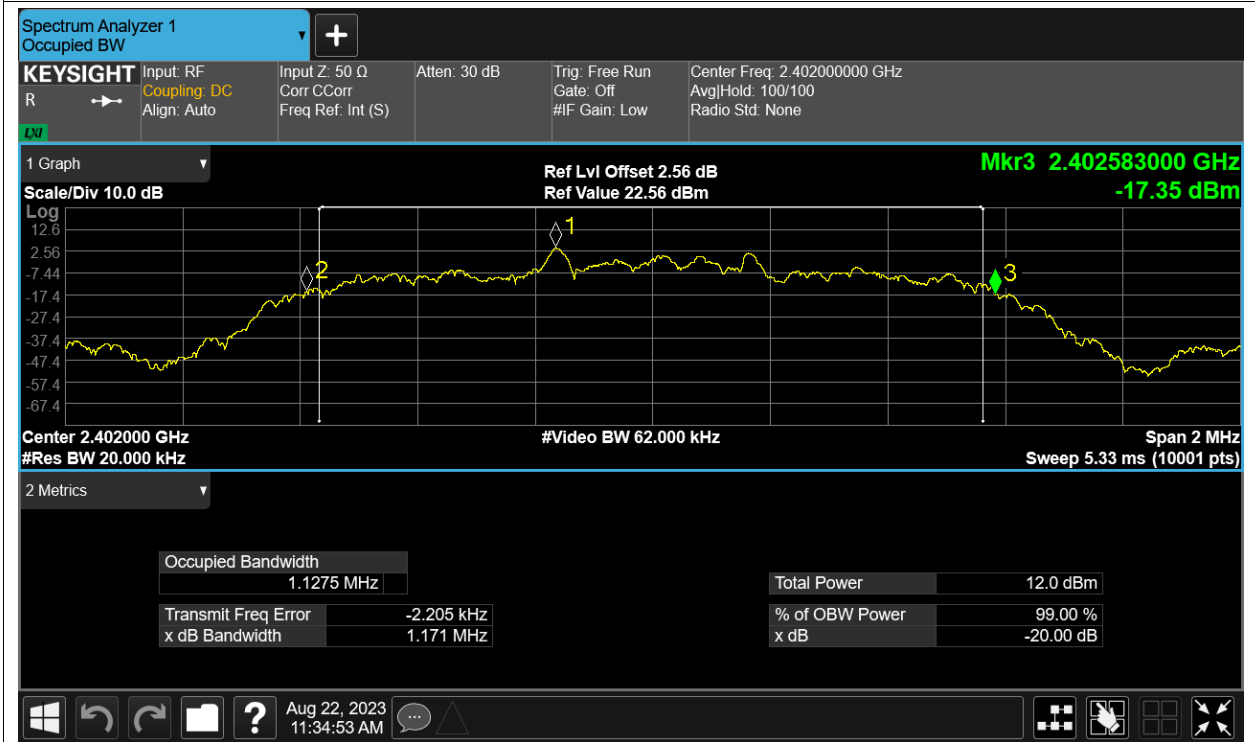 Spectrum Analyzer 1
Occupied BW
KEYSIGHT
R
LXI
Input: RF
Coupling: DC
Align: Auto
Input Z: 50 Ω
Corr CCorr
Freq Ref: Int (S)
Atten: 30 dB
Trig: Free Run
Gate: Off
#IF Gain: Low
Center Freq: 2.402000000 GHz
Avg|Hold: 100/100
Radio Std: None
1 Graph
Scale/Div 10.0 dB
Ref Lvl Offset 2.56 dB
Ref Value 22.56 dBm
Mkr3 2.402583000 GHz
-17.35 dBm
Log
12.6
2.56
-7.44
-17.4
-27.4
-37.4
-47.4
-57.4
-67.4
1
2
3
Center 2.402000 GHz
#Video BW 62.000 kHz
Span 2 MHz
#Res BW 20.000 kHz
Sweep 5.33 ms (10001 pts)
2 Metrics
Occupied Bandwidth
1.1275 MHz
Total Power 12.0 dBm
Transmit Freq Error -2.205 kHz
% of OBW Power 99.00 %
x dB Bandwidth 1.171 MHz
x dB -20.00 dB
?
Aug 22, 2023
11:34:53 AM